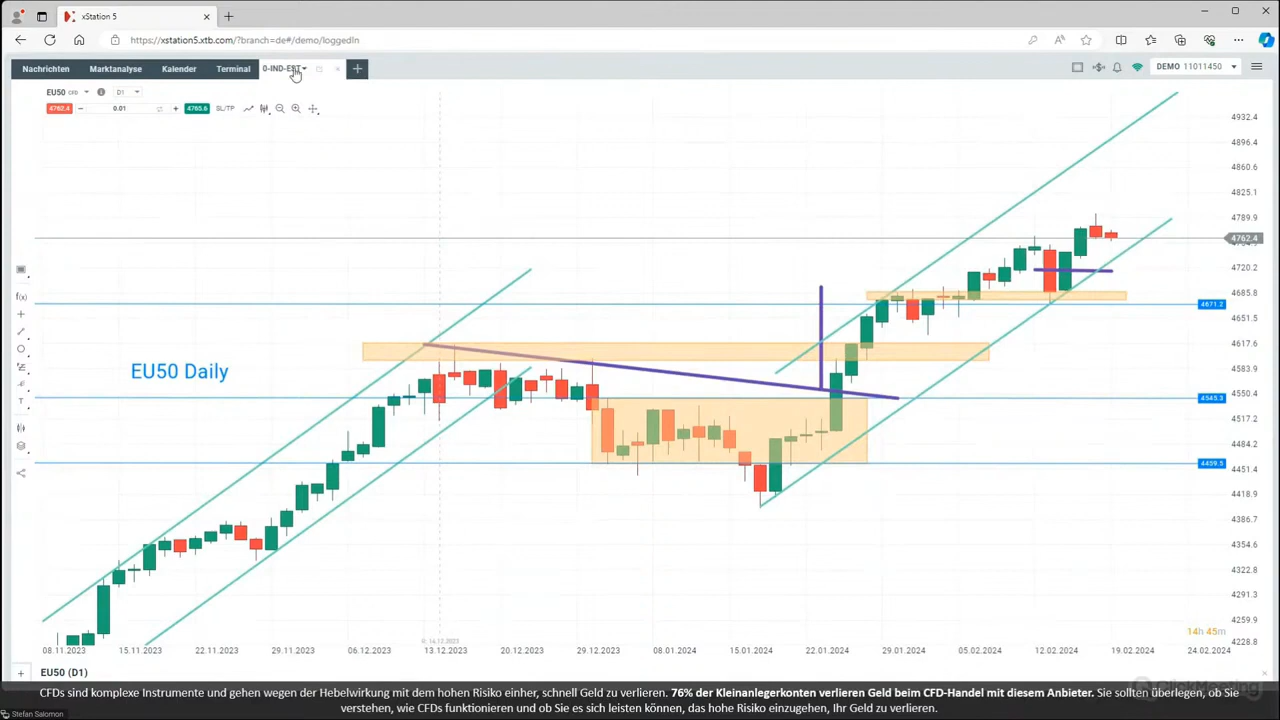 xStation 5
https://xstation5.xtb.com/?branch=de#/demo/loggedIn
Nachrichten Marktanalyse Kalender Terminal 0-IND-EST DEMO 11011450
EU50 CFD D1
4762.4 0.01 4765.6 SL/TP
4932.4
4896.4
4860.6
4825.1
4789.9
4762.4
4720.2
4685.8
4671.2
4651.5
4617.6
4583.9
4550.4
4545.3
4517.2
4484.2
4459.5
4451.4
4418.9
4386.7
4354.6
4322.8
4291.3
4259.9
4228.8
EU50 Daily
f(x)
T
14h 45m
R: 14.12.2023
08.11.2023 15.11.2023 22.11.2023 29.11.2023 06.12.2023 13.12.2023 20.12.2023 29.12.2023 08.01.2024 15.01.2024 22.01.2024 29.01.2024 05.02.2024 12.02.2024 19.02.2024 24.02.2024
EU50 (D1)
ClickMeeting
CFDs sind komplexe Instrumente und gehen wegen der Hebelwirkung mit dem hohen Risiko einher, schnell Geld zu verlieren. 76% der Kleinanlegerkonten verlieren Geld beim CFD-Handel mit diesem Anbieter. Sie sollten überlegen, ob Sie
verstehen, wie CFDs funktionieren und ob Sie es sich leisten können, das hohe Risiko einzugehen, Ihr Geld zu verlieren.
Stefan Salomon